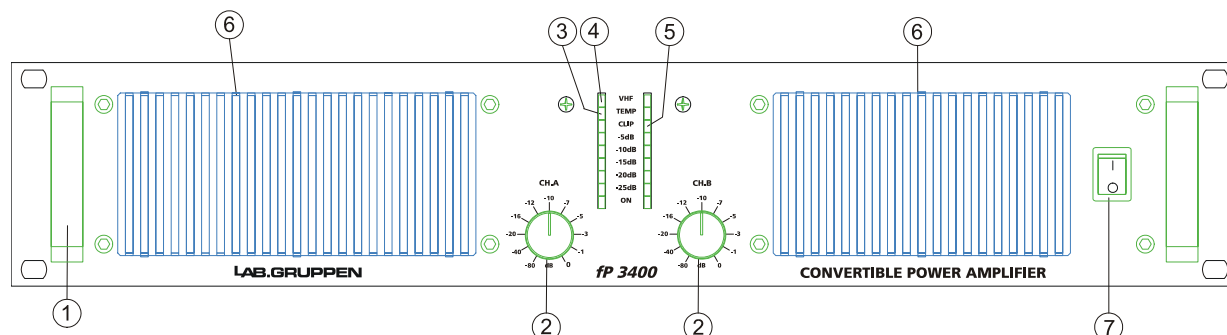 6 3 4 5 6
VHF
TEMP
CLIP
-5dB
-10dB
-15dB
-20dB
-25dB
ON
CH.A
-10
-12 -7
-16 -5
-20 -3
-40 -1
-80 dB 0
CH.B
-10
-12 -7
-16 -5
-20 -3
-40 -1
-80 dB 0
I
O
LAB.GRUPPEN fP 3400 CONVERTIBLE POWER AMPLIFIER
1 2 2 7